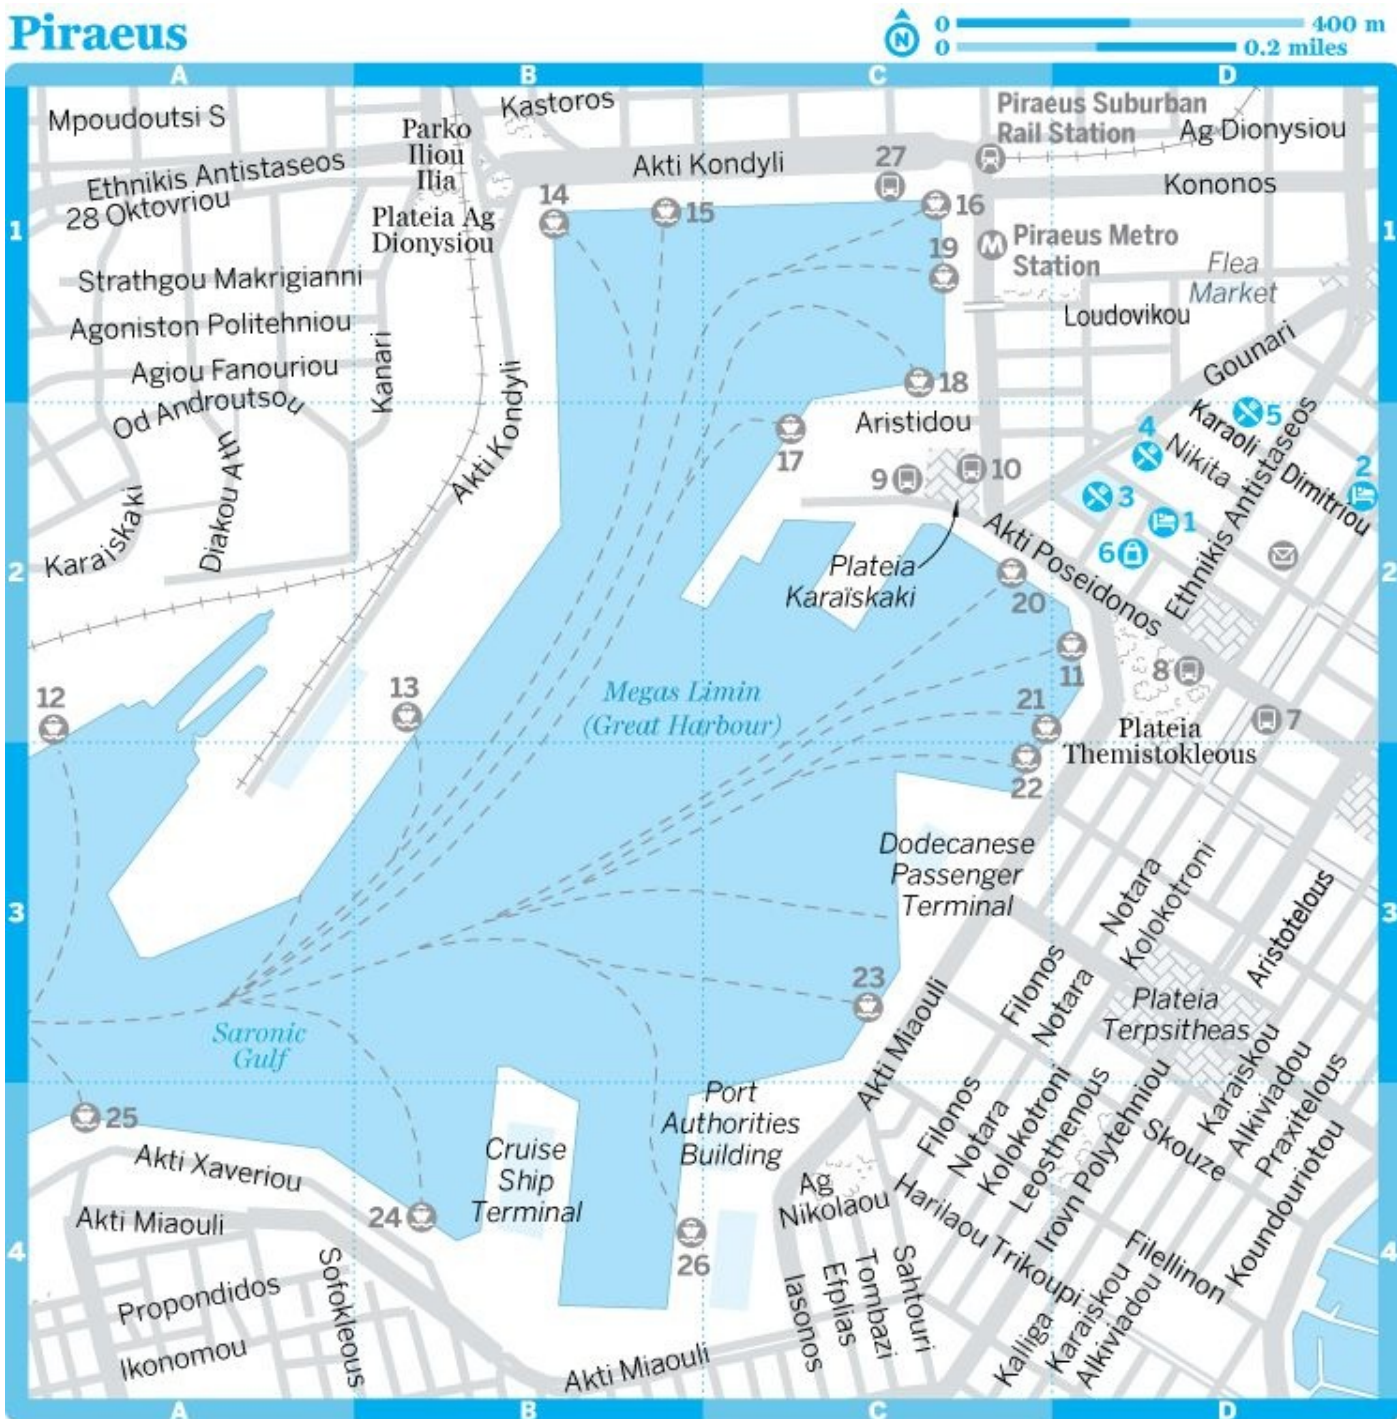 Piraeus
N
0 400 m
0 0.2 miles
A B C D
Mpoudoutsi S
Kastoros
Parko
Iliou
Ilia
Piraeus Suburban
Rail Station
Ag Dionysiou
Akti Kondyli
27
Ethnikis Antistaseos
28 Oktovriou
Kononos
14
15
16
Plateia Ag
Dionysiou
1
1
19
M
Piraeus Metro
Station
Flea
Market
Strathgou Makrigianni
Loudovikou
Agoniston Politehniou
Kanari
Gounari
Agiou Fanouriou
18
Od Androutsou
Akti Kondyli
Aristidou
17
Karaoli Dimitriou
5
4
Nikita
Ethnikis Antistaseos
2
Diakou Ath
Karaiskaki
9
10
3
1
6
Akti Poseidonos
Plateia
Karaïskaki
2
2
20
11
8
12
13
Megas Limin
(Great Harbour)
21
7
Plateia
Themistokleous
22
Dodecanese
Passenger
Terminal
Notara
Kolokotroni
Aristotelous
3
3
23
Filonos
Notara
Plateia
Terpsitheas
Saronic
Gulf
Akti Miaouli
Karaiskou
Alkiviadou
Praxitelous
Koundouriotou
25
Port
Authorities
Building
Filonos
Notara
Kolokotroni
Leosthenous
Irovn Polytehniou
Skouze
Akti Xaveriou
Cruise
Ship
Terminal
Ag
Nikolaou
Harilaou Trikoupi
24
Akti Miaouli
26
4
4
Filellinon
Sofokleous
Propondidos
Ikonomou
Iasonos
Efplias
Tombazi
Sahtouri
Kalliga
Karaiskou
Alkiviadou
Akti Miaouli
A B C D